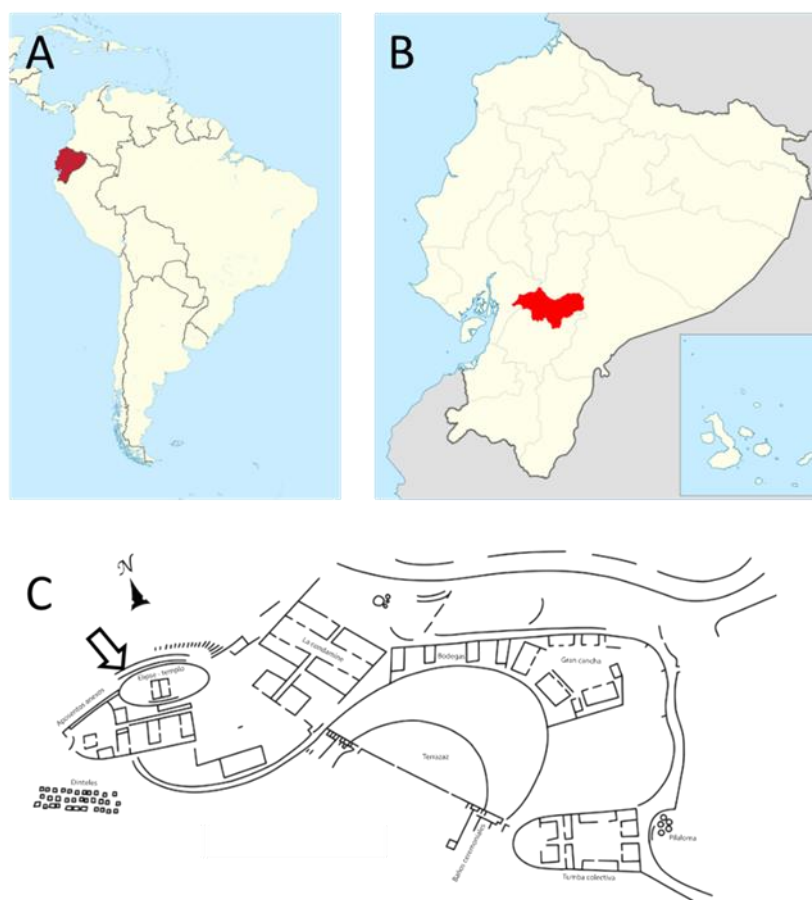 A
B
C
N
La condamine
Bodegas
Gran cancha
Elipse - templo
Aposentos anexos
Terrazas
Dinteles
Baños ceremoniales
Pilaloma
Tumba colectiva